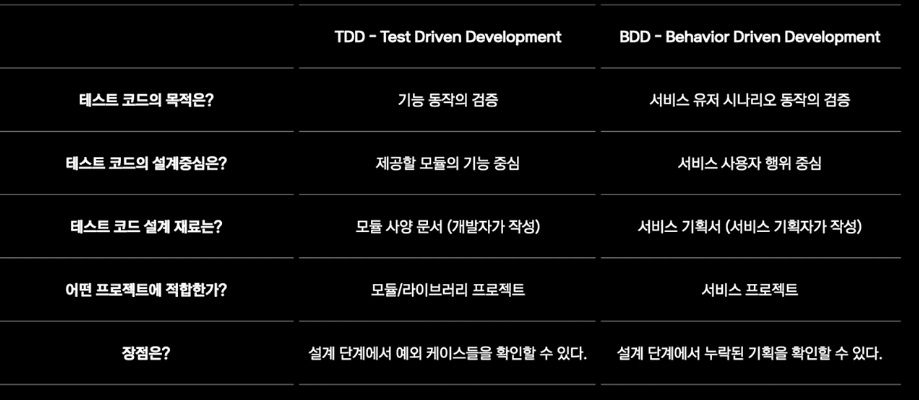 TDD - Test Driven Development BDD - Behavior Driven Development
테스트 코드의 목적은? 기능 동작의 검증 서비스 유저 시나리오 동작의 검증
테스트 코드의 설계중심은? 제공할 모듈의 기능 중심 서비스 사용자 행위 중심
테스트 코드 설계 재료는? 모듈 사양 문서 (개발자가 작성) 서비스 기획서 (서비스 기획자가 작성)
어떤 프로젝트에 적합한가? 모듈/라이브러리 프로젝트 서비스 프로젝트
장점은? 설계 단계에서 예외 케이스들을 확인할 수 있다. 설계 단계에서 누락된 기획을 확인할 수 있다.